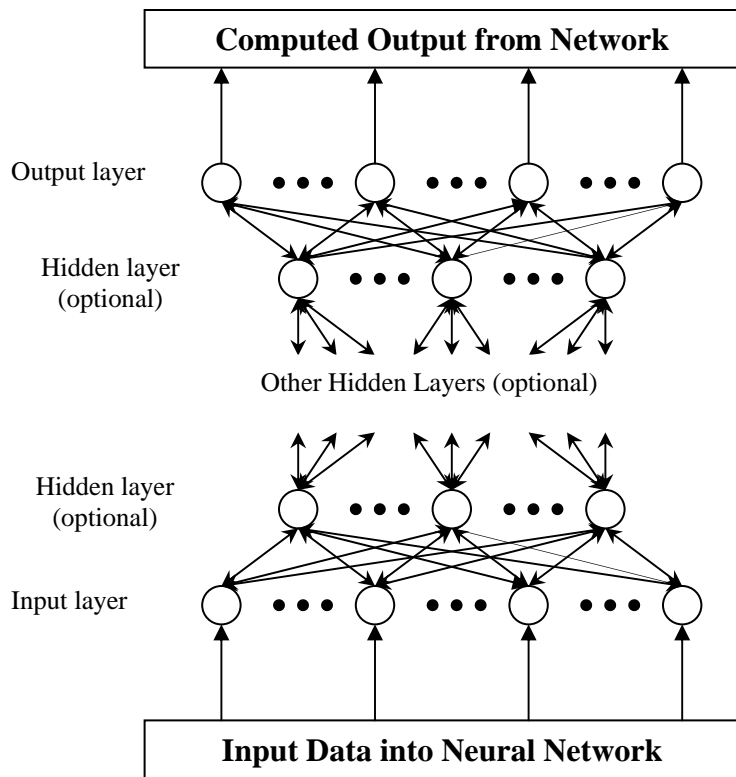 Computed Output from Network
Output layer
Hidden layer
(optional)
Other Hidden Layers (optional)
Hidden layer
(optional)
Input layer
Input Data into Neural Network